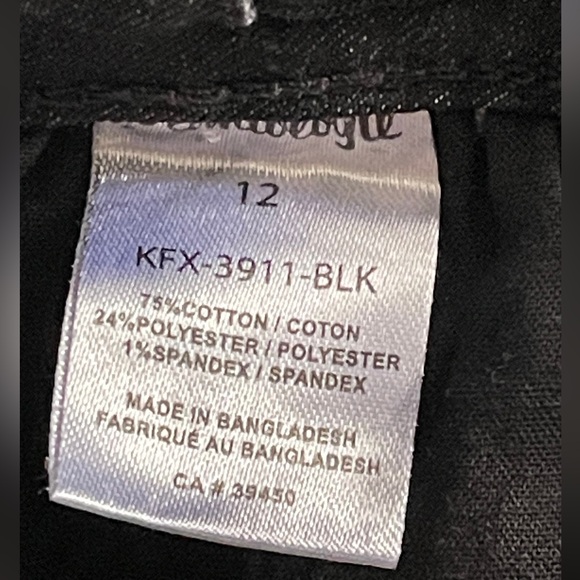 12
KFX-3911-BLK
75%COTTON / COTON
24%POLYESTER / POLYESTER
1%SPANDEX / SPANDEX
MADE IN BANGLADESH
FABRIQUÉ AU BANGLADESH
CA # 39450